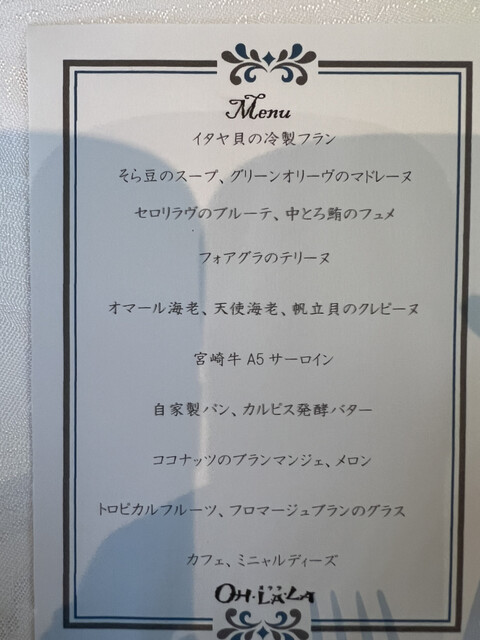 Menu
イタヤ貝の冷製フラン
そら豆のスープ、グリーンオリーヴのマドレーヌ
セロリラヴのブルーテ、中とろ鮪のフュメ
フォアグラのテリーヌ
オマール海老、天使海老、帆立貝のクレピーヌ
宮崎牛 A5 サーロイン
自家製パン、カルピス発酵バター
ココナッツのブランマンジェ、メロン
トロピカルフルーツ、フロマージュブランのグラス
カフェ、ミニャルディーズ
OH·LA·LA